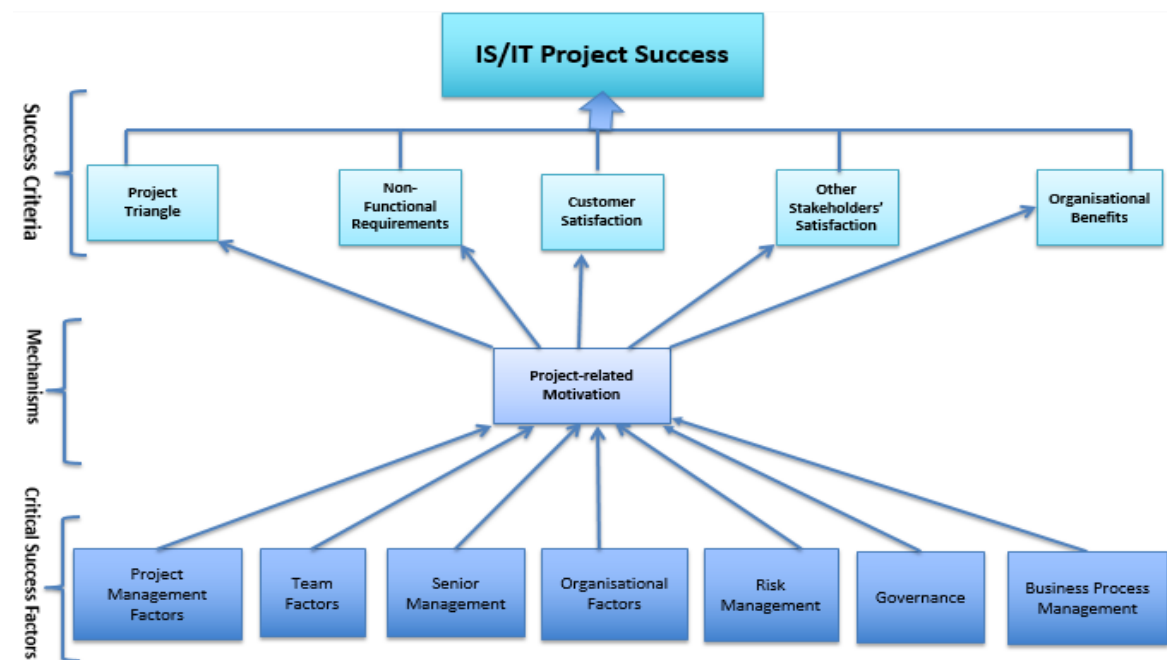 IS/IT Project Success
Success Criteria
Project
Triangle
Non-
Functional
Requirements
Customer
Satisfaction
Other
Stakeholders’
Satisfaction
Organisational
Benefits
Mechanisms
Project-related
Motivation
Critical Success Factors
Project
Management
Factors
Team
Factors
Senior
Management
Organisational
Factors
Risk
Management
Governance
Business Process
Management